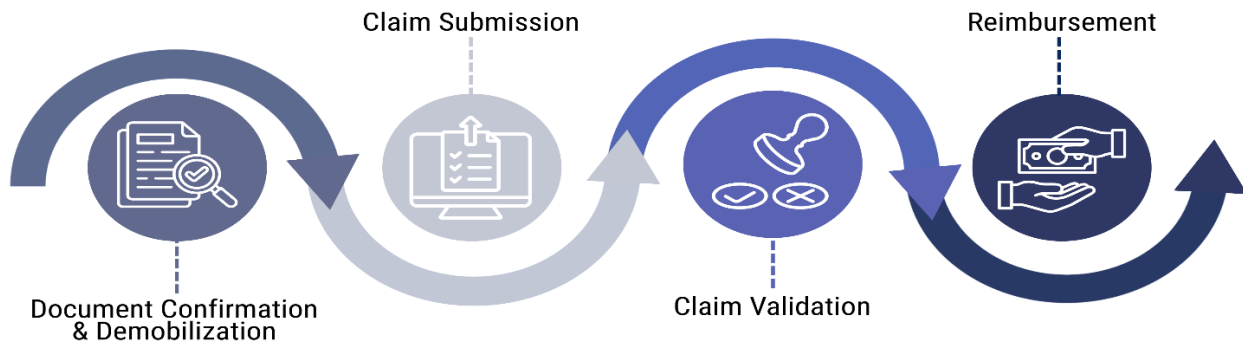 Claim Submission
Reimbursement
Document Confirmation
& Demobilization
Claim Validation